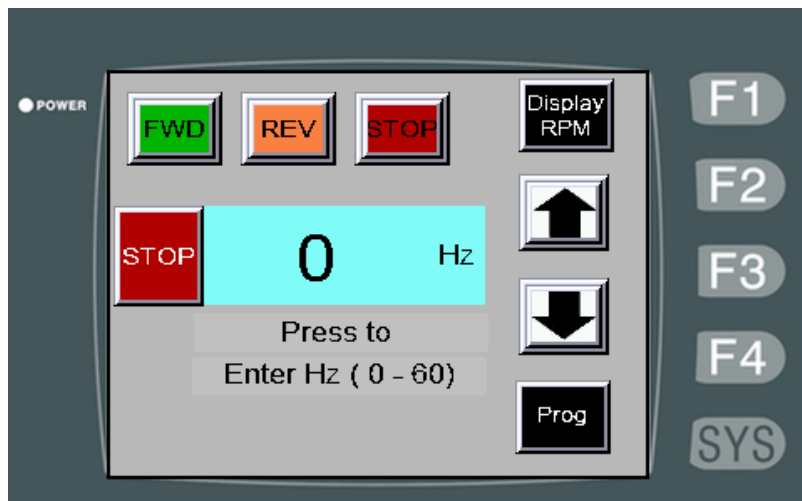 POWER
FWD
REV
STOP
Display
RPM
STOP
0
Hz
Press to
Enter Hz ( 0 - 60)
Prog
F1
F2
F3
F4
SYS